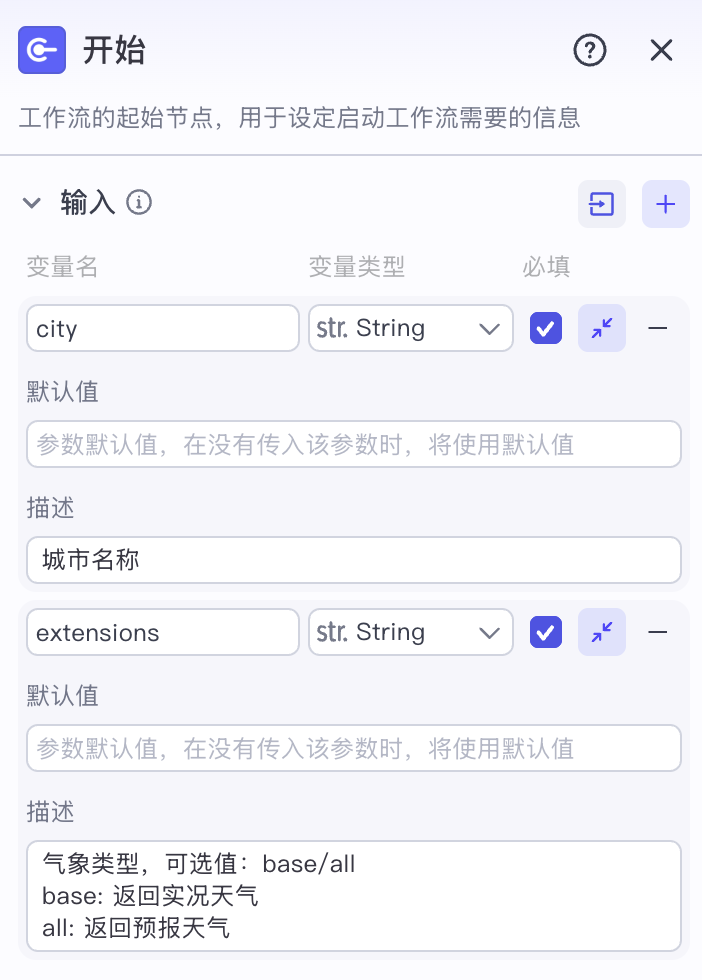 开始
工作流的起始节点，用于设定启动工作流需要的信息
输入
变量名 变量类型 必填
city str. String
默认值
参数默认值，在没有传入该参数时，将使用默认值
描述
城市名称
extensions str. String
默认值
参数默认值，在没有传入该参数时，将使用默认值
描述
气象类型，可选值：base/all
base: 返回实况天气
all: 返回预报天气